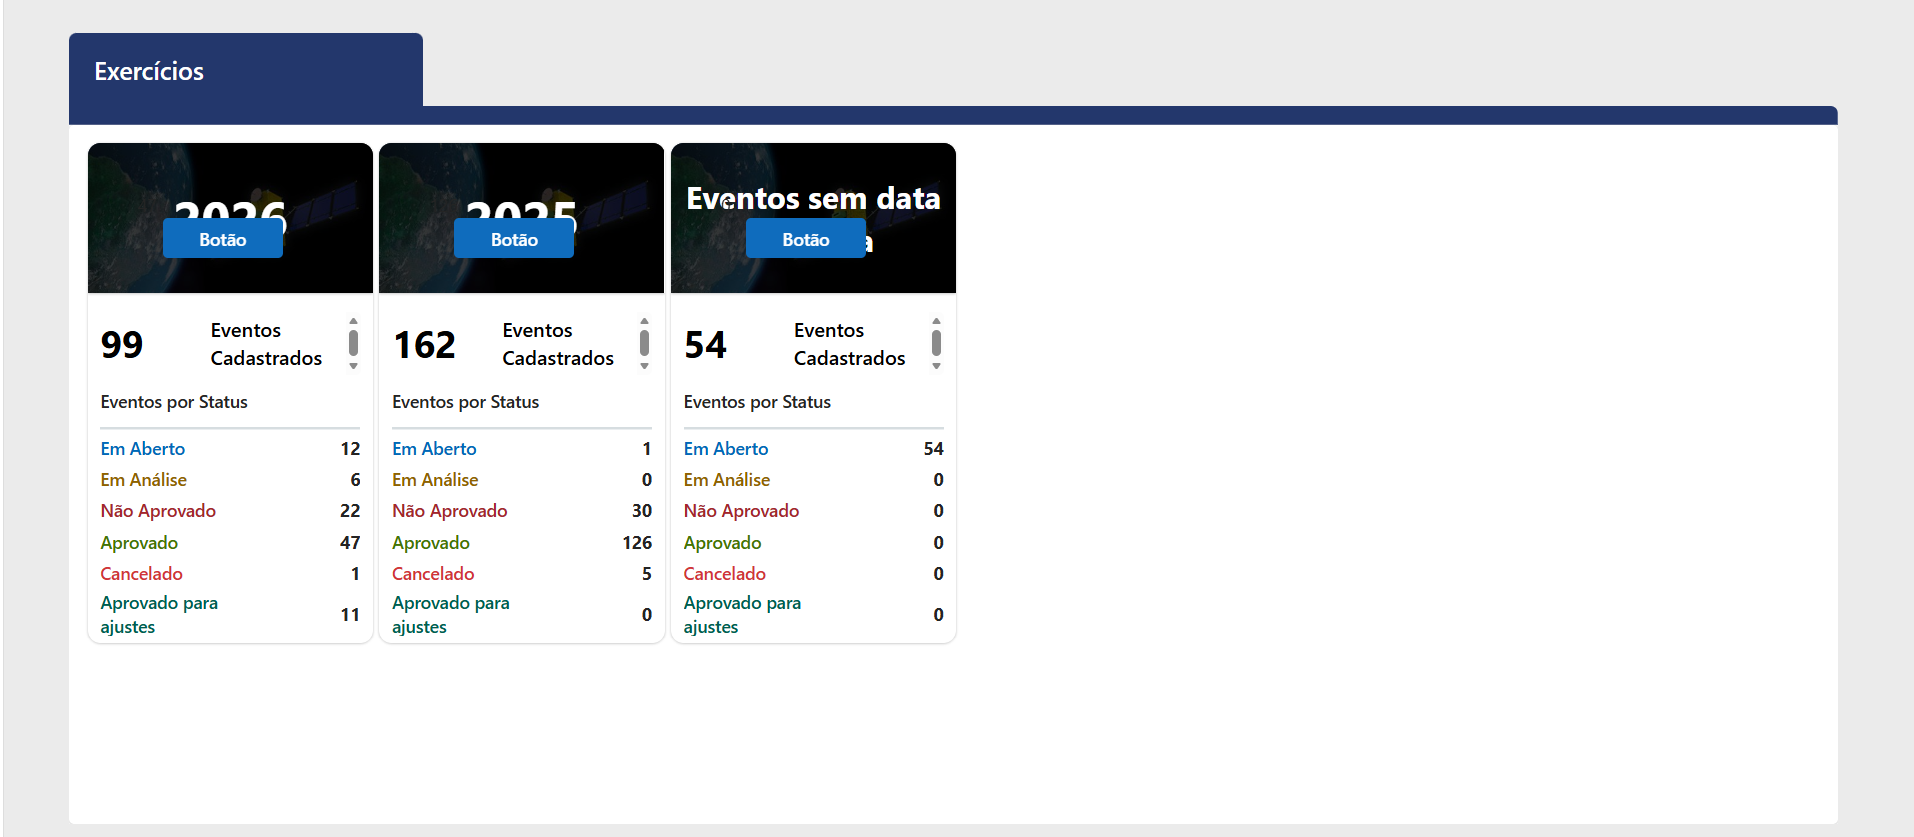 Exercícios
2026
Botão
99
Eventos
Cadastrados
Eventos por Status
Em Aberto 12
Em Análise 6
Não Aprovado 22
Aprovado 47
Cancelado 1
Aprovado para
ajustes 11
2025
Botão
162
Eventos
Cadastrados
Eventos por Status
Em Aberto 1
Em Análise 0
Não Aprovado 30
Aprovado 126
Cancelado 5
Aprovado para
ajustes 0
Eventos sem data
Botão
54
Eventos
Cadastrados
Eventos por Status
Em Aberto 54
Em Análise 0
Não Aprovado 0
Aprovado 0
Cancelado 0
Aprovado para
ajustes 0